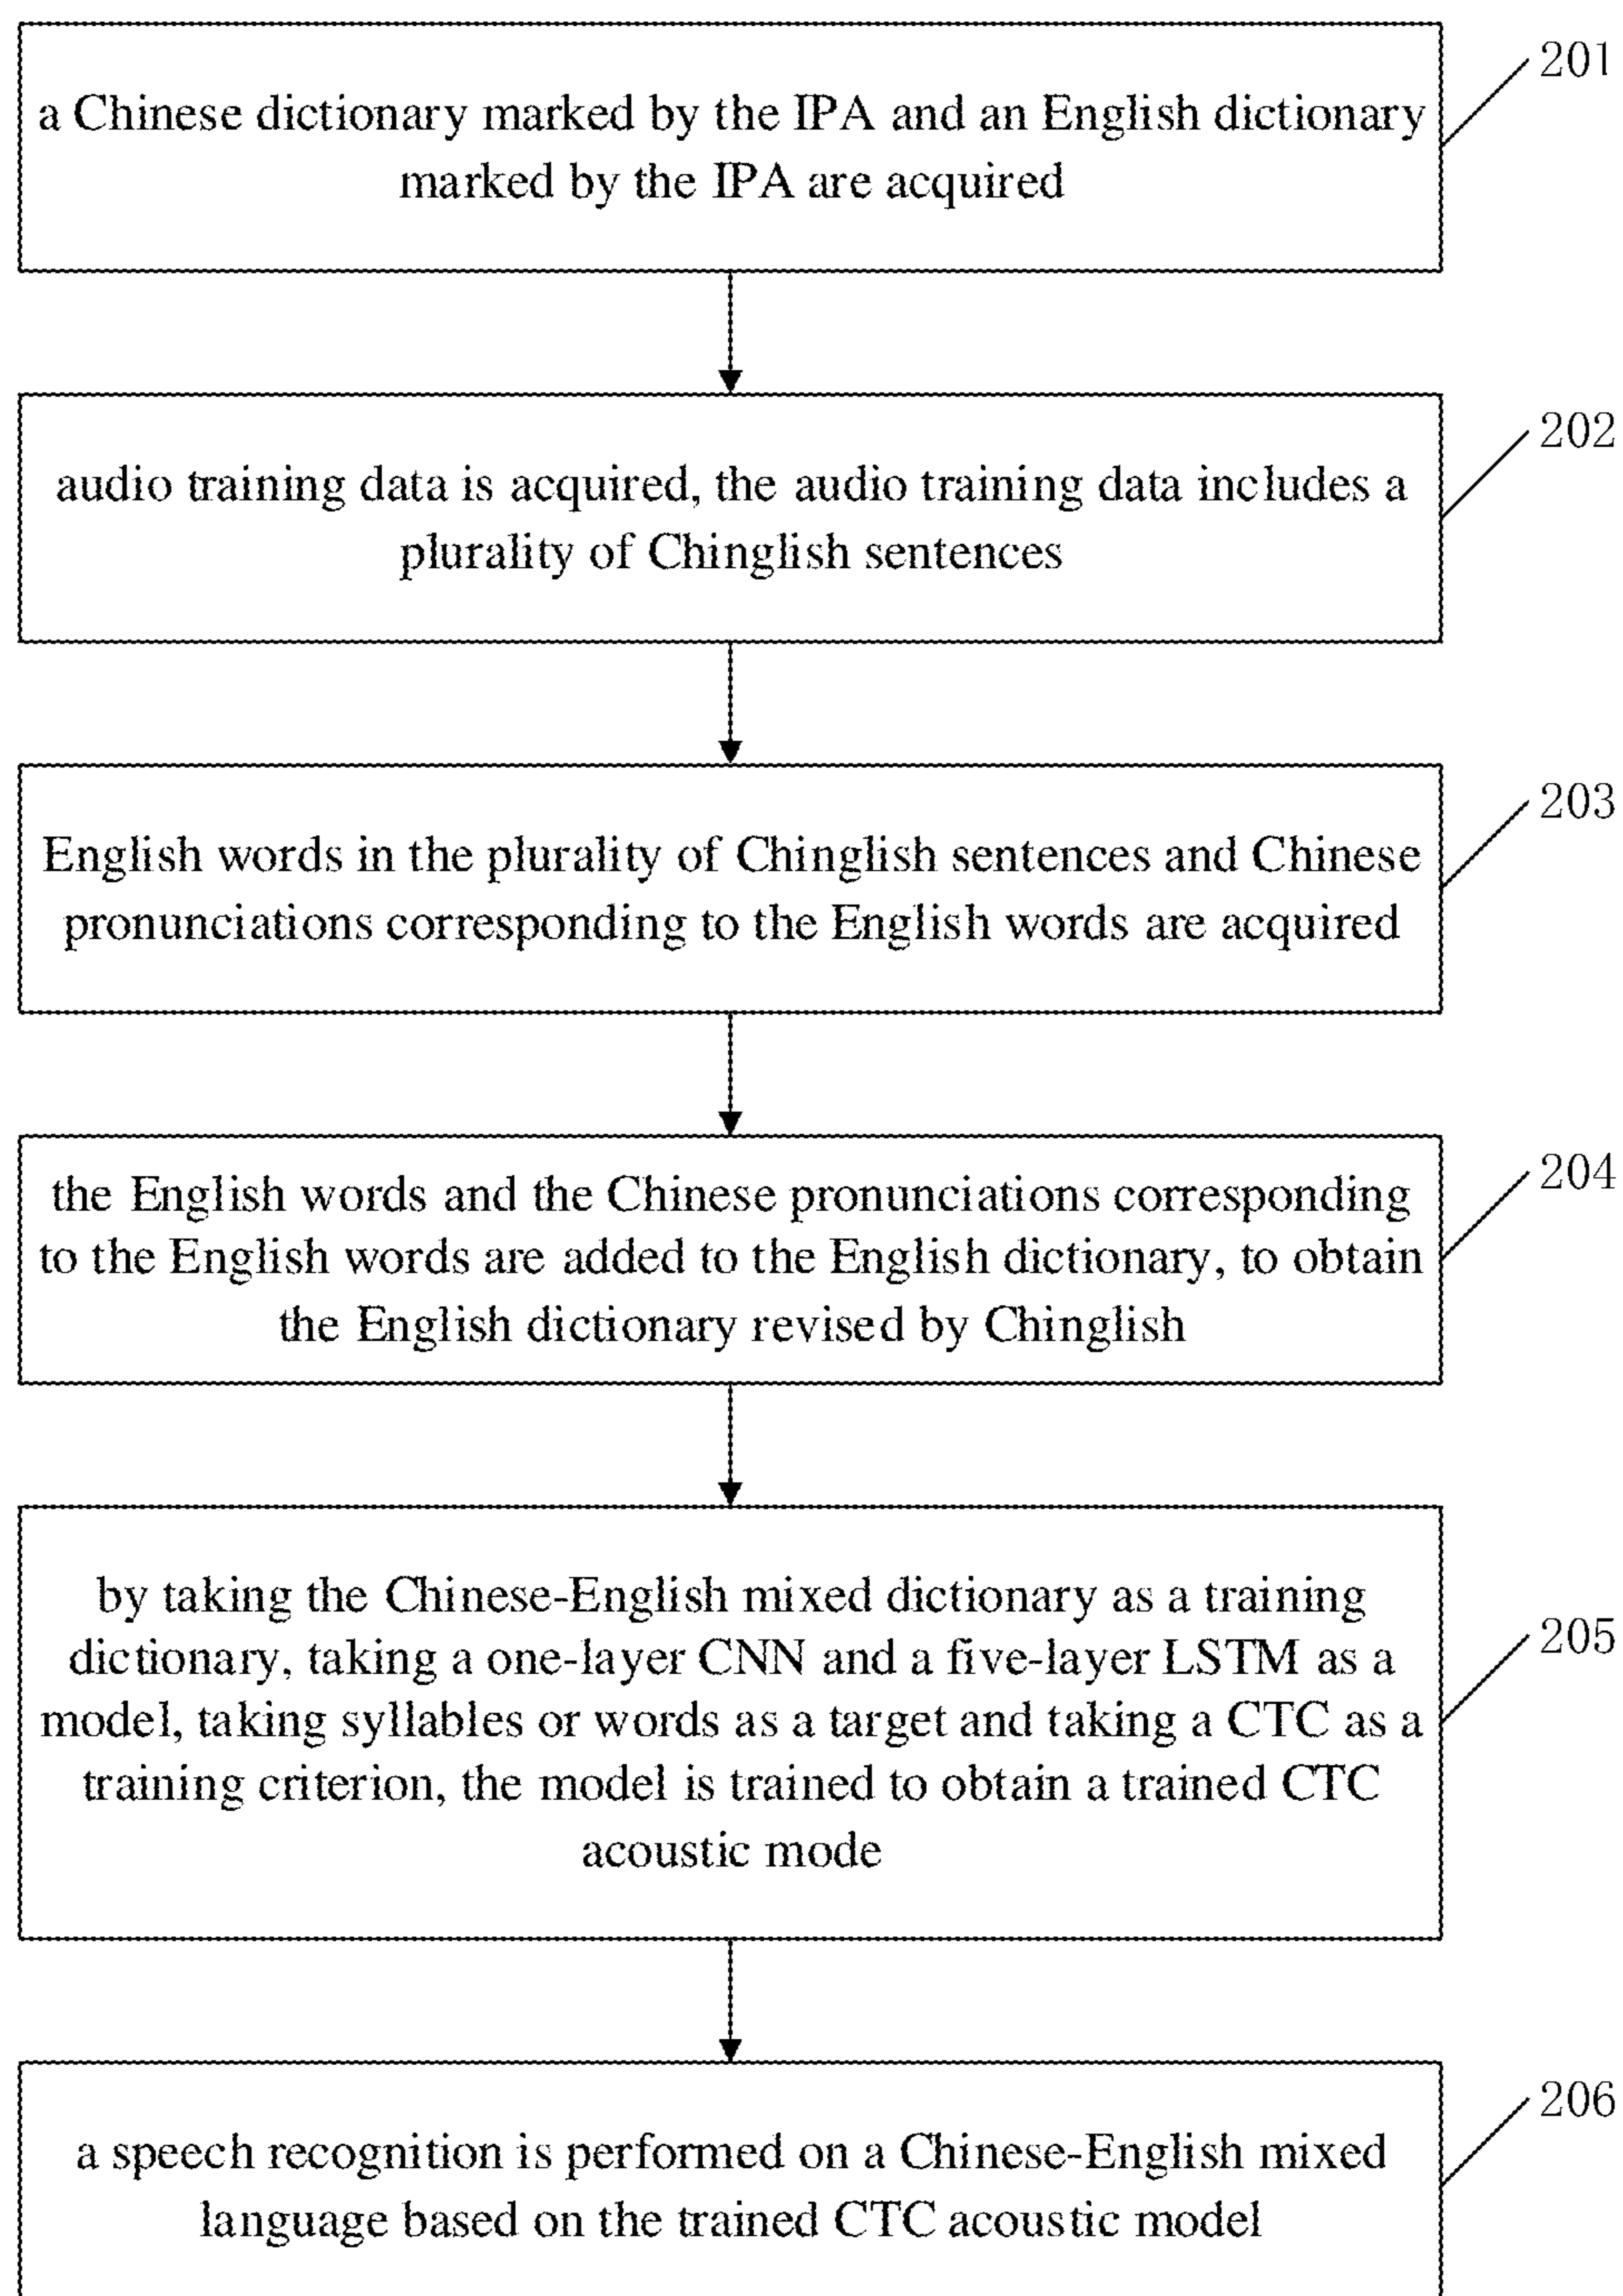 a Chinese dictionary marked by the IPA and an English dictionary
marked by the IPA are acquired
201
audio training data is acquired, the audio training data includes a
plurality of Chinglish sentences
202
English words in the plurality of Chinglish sentences and Chinese
pronunciations corresponding to the English words are acquired
203
the English words and the Chinese pronunciations corresponding
to the English words are added to the English dictionary, to obtain
the English dictionary revised by Chinglish
204
by taking the Chinese-English mixed dictionary as a training
dictionary, taking a one-layer CNN and a five-layer LSTM as a
model, taking syllables or words as a target and taking a CTC as a
training criterion, the model is trained to obtain a trained CTC
acoustic mode
205
a speech recognition is performed on a Chinese-English mixed
language based on the trained CTC acoustic model
206